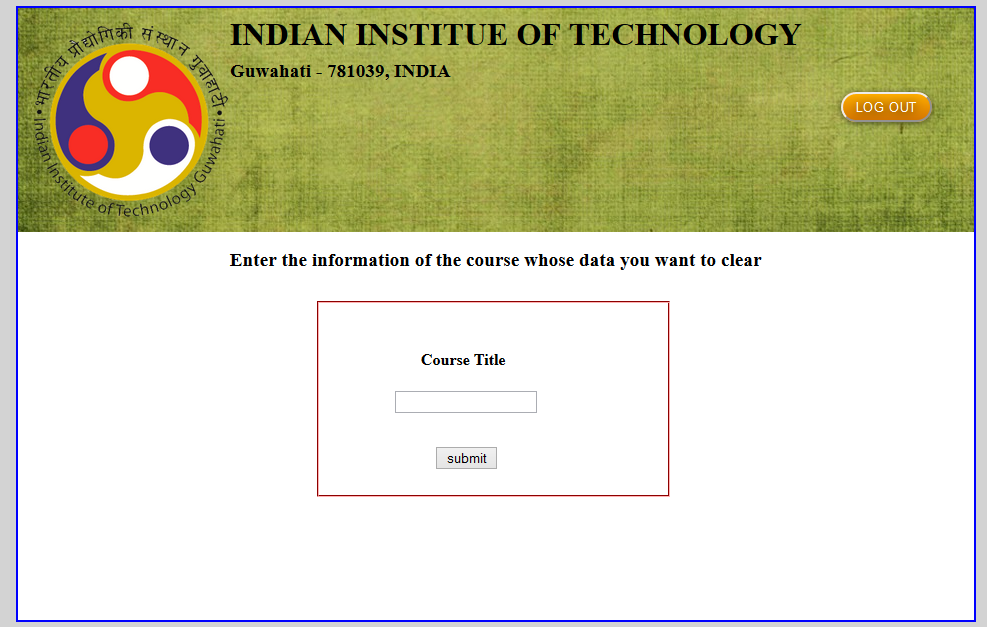 भारतीय प्रौद्योगिकी संस्थान गुवाहाटी
Indian Institute of Technology Guwahati
INDIAN INSTITUE OF TECHNOLOGY
Guwahati - 781039, INDIA
LOG OUT
Enter the information of the course whose data you want to clear
Course Title
submit